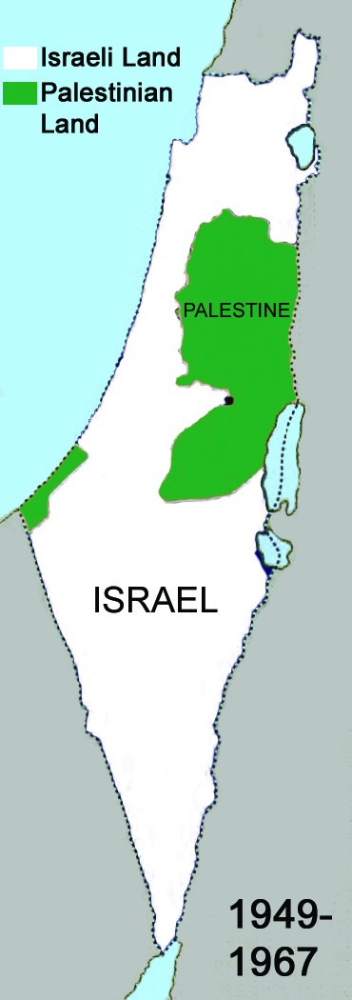 Israeli Land
Palestinian
Land
PALESTINE
ISRAEL
1949-
1967